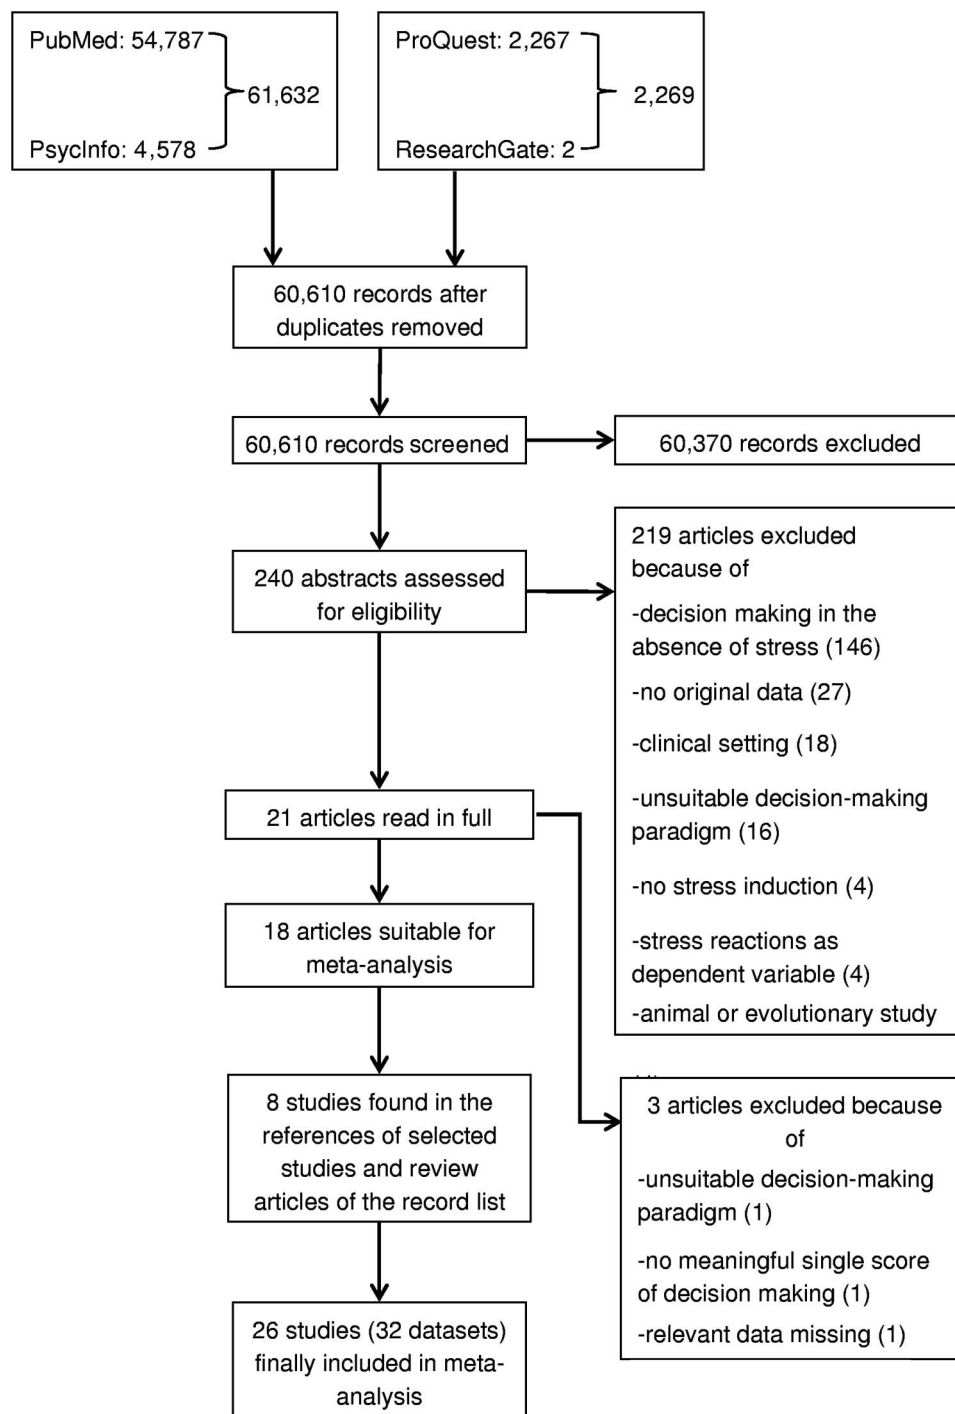 PubMed: 54,787
61,632
PsycInfo: 4,578
ProQuest: 2,267
2,269
ResearchGate: 2
60,610 records after
duplicates removed
60,610 records screened
60,370 records excluded
240 abstracts assessed
for eligibility
219 articles excluded
because of
-decision making in the
absence of stress (146)
-no original data (27)
-clinical setting (18)
-unsuitable decision-making
paradigm (16)
-no stress induction (4)
-stress reactions as
dependent variable (4)
-animal or evolutionary study
21 articles read in full
18 articles suitable for
meta-analysis
3 articles excluded because
of
-unsuitable decision-making
paradigm (1)
-no meaningful single score
of decision making (1)
-relevant data missing (1)
8 studies found in the
references of selected
studies and review
articles of the record list
26 studies (32 datasets)
finally included in meta-
analysis